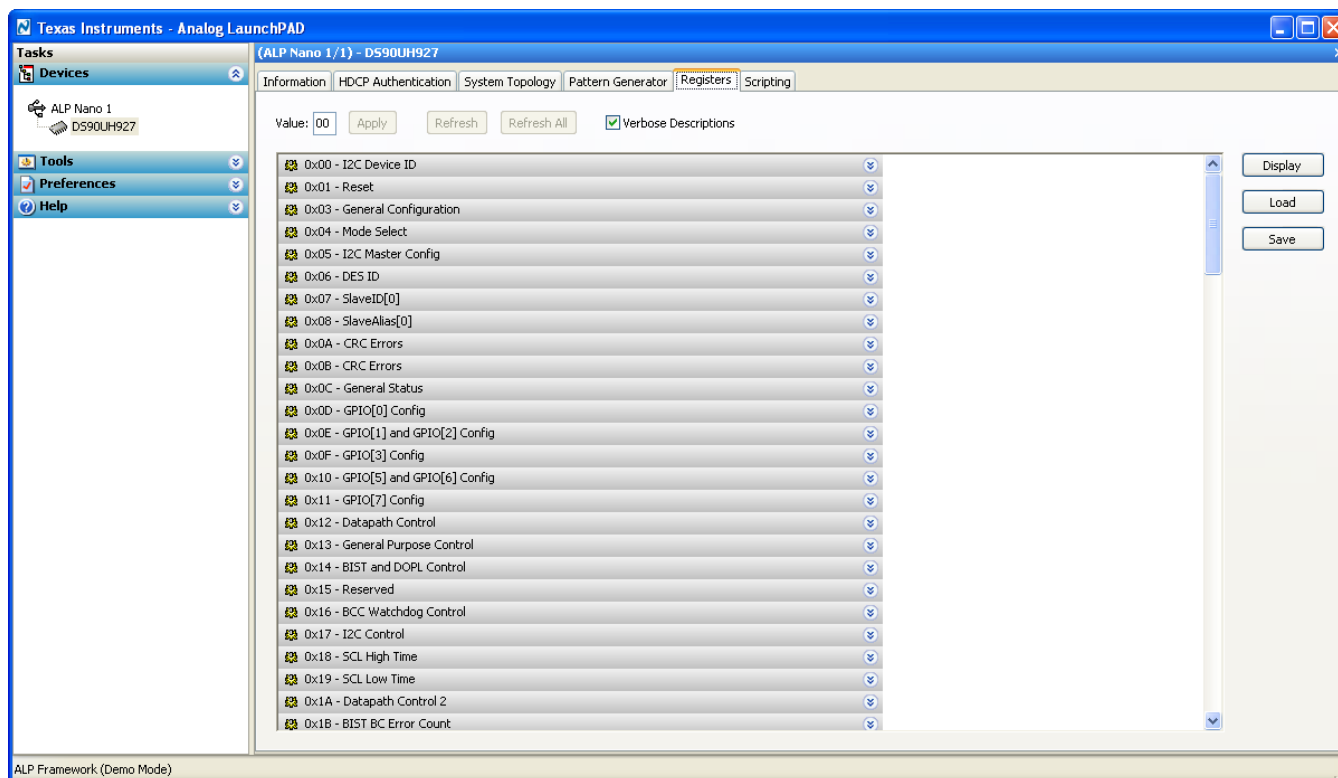 Texas Instruments - Analog LaunchPAD
Tasks
(ALP Nano 1/1) - DS90UH927
Devices
Information HDCP Authentication System Topology Pattern Generator Registers Scripting
ALP Nano 1
DS90UH927
Value: 00 Apply Refresh Refresh All Verbose Descriptions
Tools
Preferences
Help
0x00 - I2C Device ID
0x01 - Reset
0x03 - General Configuration
0x04 - Mode Select
0x05 - I2C Master Config
0x06 - DES ID
0x07 - SlaveID[0]
0x08 - SlaveAlias[0]
0x0A - CRC Errors
0x0B - CRC Errors
0x0C - General Status
0x0D - GPIO[0] Config
0x0E - GPIO[1] and GPIO[2] Config
0x0F - GPIO[3] Config
0x10 - GPIO[5] and GPIO[6] Config
0x11 - GPIO[7] Config
0x12 - Datapath Control
0x13 - General Purpose Control
0x14 - BIST and DOPL Control
0x15 - Reserved
0x16 - BCC Watchdog Control
0x17 - I2C Control
0x18 - SCL High Time
0x19 - SCL Low Time
0x1A - Datapath Control 2
0x1B - BIST BC Error Count
Display
Load
Save
ALP Framework (Demo Mode)